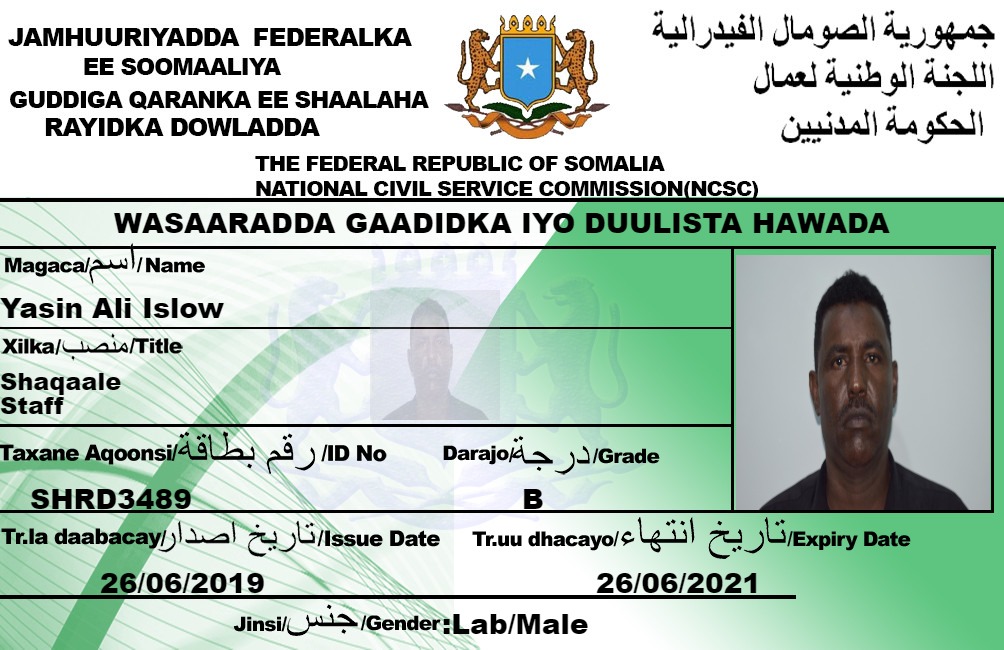 JAMHUURIYADDA FEDERALKA
EE SOOMAALIYA
GUDDIGA QARANKA EE SHAALAHA
RAYIDKA DOWLADDA
جمهورية الصومال الفيدرالية
اللجنة الوطنية لعمال
الحكومة المدنيين
THE FEDERAL REPUBLIC OF SOMALIA
NATIONAL CIVIL SERVICE COMMISSION(NCSC)
WASAARADDA GAADIDKA IYO DUULISTA HAWADA
Magaca/اسم/Name
Yasin Ali Islow
Xilka/منصب/Title
Shaqaale
Staff
Taxane Aqoonsi/رقم بطاقة/ID No
SHRD3489
Darajo/درجة/Grade
B
Tr.la daabacay/تاريخ اصدار/Issue Date
26/06/2019
Tr.uu dhacayo/تاريخ انتهاء/Expiry Date
26/06/2021
Jinsi/جنس/Gender:Lab/Male